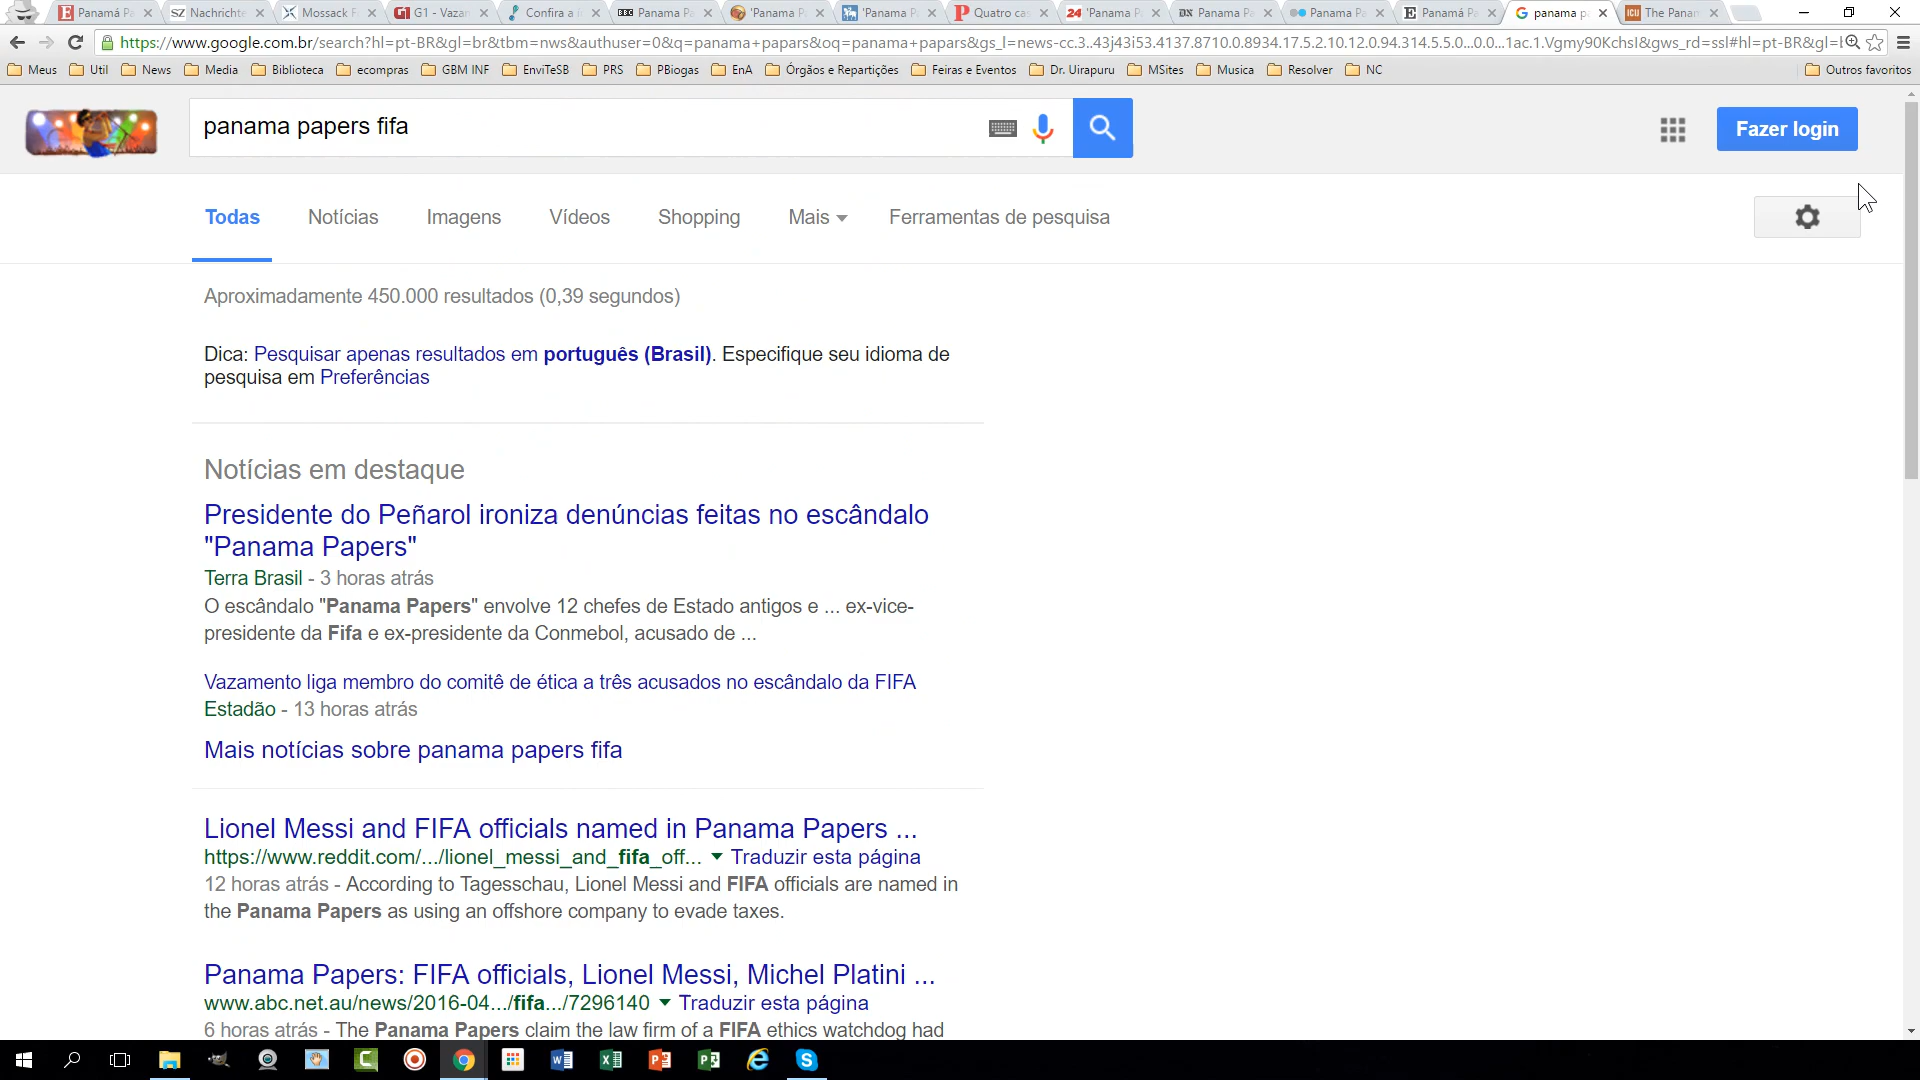 Panamá Pa
SZ Nachrichte
Mossack F
G1 - Vazar
Confira a í
BBC Panama Pa
'Panama P
'Panama P
Quatro cas
24 'Panama P
Panama Pa
Panama Pa
Panamá Pa
panama pa
The Panam
https://www.google.com.br/search?hl=pt-BR&gl=br&tbm=nws&authuser=0&q=panama+papars&oq=panama+papars&gs_l=news-cc.3..43j43i53.4137.8710.0.8934.17.5.2.10.12.0.94.314.5.5.0...0.0...1ac.1.Vgmy90KchsI&gws_rd=ssl#hl=pt-BR&gl=
Meus Util News Media Biblioteca ecompras GBM INF EnviTeSB PRS PBiogas EnA Órgãos e Repartições Feiras e Eventos Dr. Uirapuru MSites Musica Resolver NC Outros favoritos
panama papers fifa
Fazer login
Todas Notícias Imagens Vídeos Shopping Mais Ferramentas de pesquisa
Aproximadamente 450.000 resultados (0,39 segundos)
Dica: Pesquisar apenas resultados em português (Brasil). Especifique seu idioma de
pesquisa em Preferências
Notícias em destaque
Presidente do Peñarol ironiza denúncias feitas no escândalo
"Panama Papers"
Terra Brasil - 3 horas atrás
O escândalo "Panama Papers" envolve 12 chefes de Estado antigos e ... ex-vice-
presidente da Fifa e ex-presidente da Conmebol, acusado de ...
Vazamento liga membro do comitê de ética a três acusados no escândalo da FIFA
Estadão - 13 horas atrás
Mais notícias sobre panama papers fifa
Lionel Messi and FIFA officials named in Panama Papers ...
https://www.reddit.com/.../lionel_messi_and_fifa_off... Traduzir esta página
12 horas atrás - According to Tagesschau, Lionel Messi and FIFA officials are named in
the Panama Papers as using an offshore company to evade taxes.
Panama Papers: FIFA officials, Lionel Messi, Michel Platini ...
www.abc.net.au/news/2016-04.../fifa.../7296140 Traduzir esta página
6 horas atrás - The Panama Papers claim the law firm of a FIFA ethics watchdog had